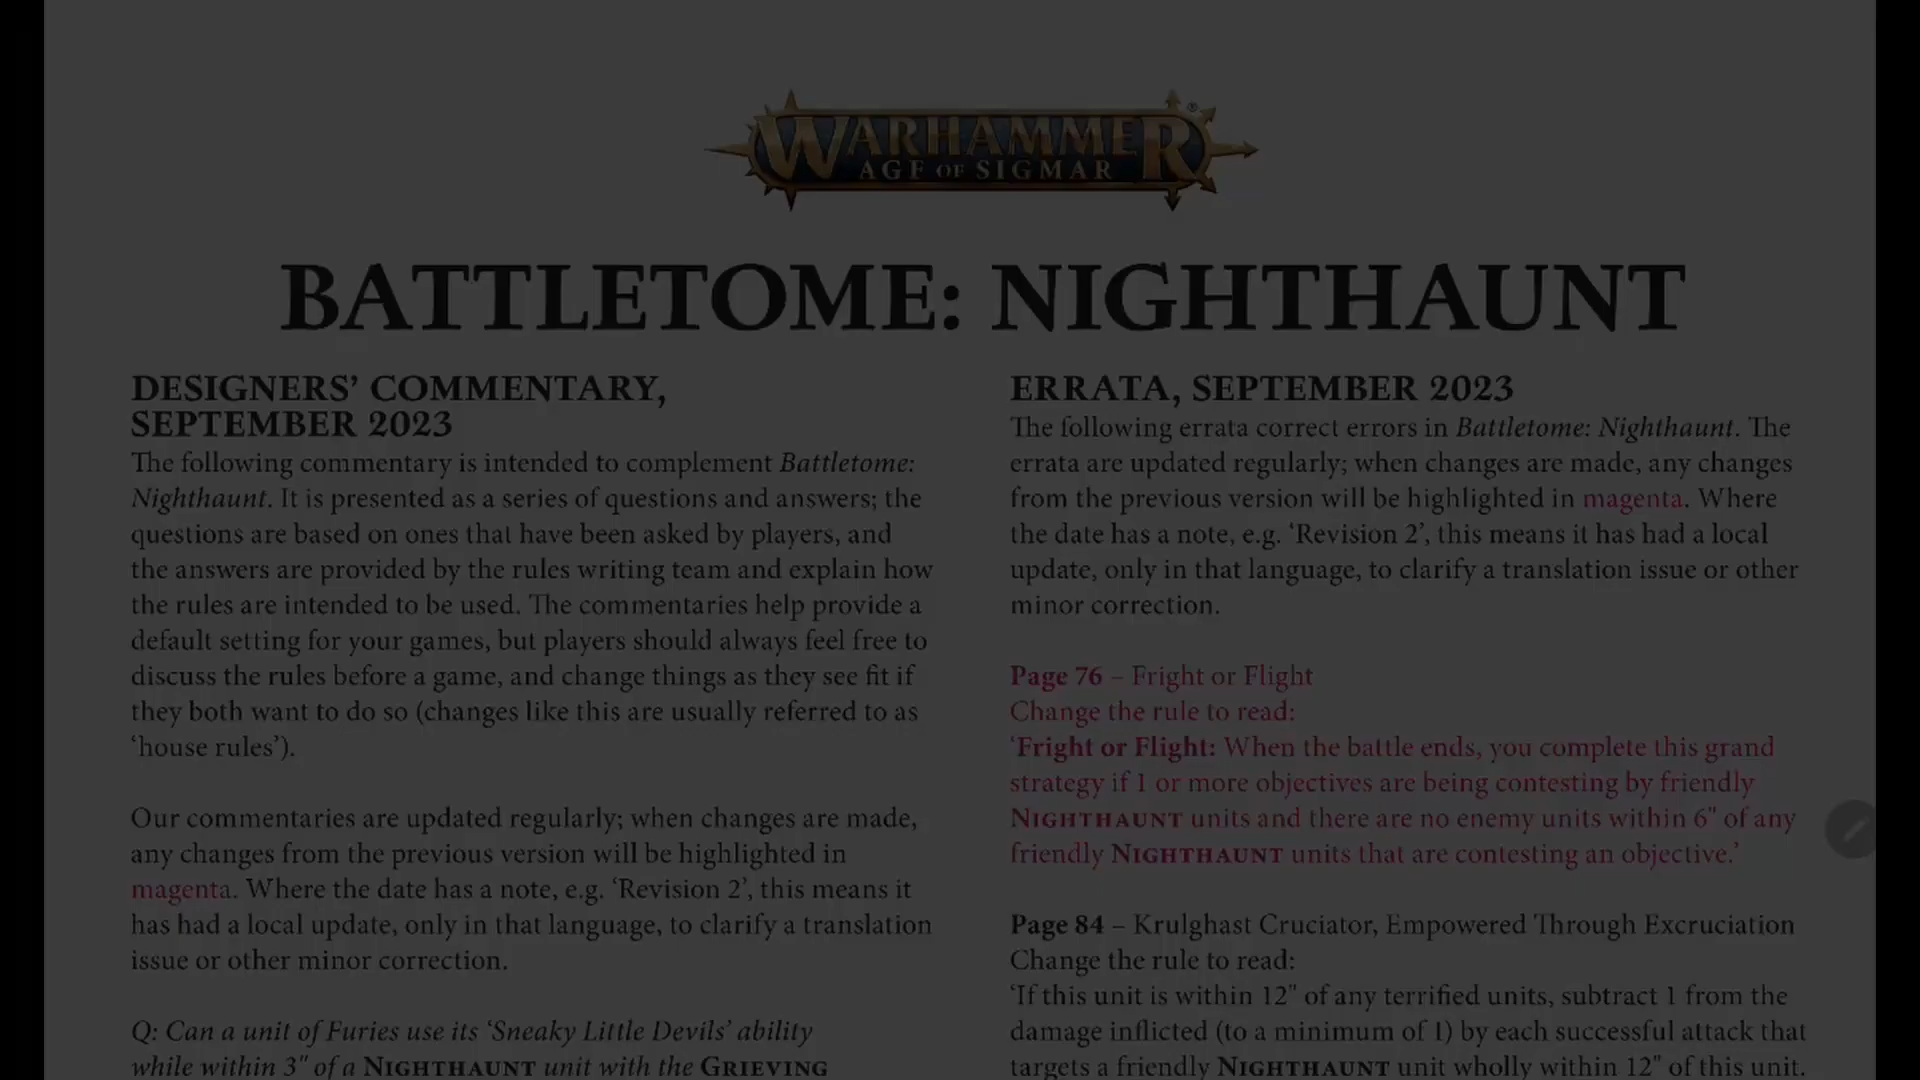 WARHAMMER
AGE OF SIGMAR
BATTLETOME: NIGHTHAUNT
DESIGNERS’ COMMENTARY,
SEPTEMBER 2023
The following commentary is intended to complement Battletome:
Nighthaunt. It is presented as a series of questions and answers; the
questions are based on ones that have been asked by players, and
the answers are provided by the rules writing team and explain how
the rules are intended to be used. The commentaries help provide a
default setting for your games, but players should always feel free to
discuss the rules before a game, and change things as they see fit if
they both want to do so (changes like this are usually referred to as
‘house rules’).
Our commentaries are updated regularly; when changes are made,
any changes from the previous version will be highlighted in
magenta. Where the date has a note, e.g. ‘Revision 2’, this means it
has had a local update, only in that language, to clarify a translation
issue or other minor correction.
Q: Can a unit of Furies use its ‘Sneaky Little Devils’ ability
while within 3" of a NIGHTHAUNT unit with the GRIEVING
ERRATA, SEPTEMBER 2023
The following errata correct errors in Battletome: Nighthaunt. The
errata are updated regularly; when changes are made, any changes
from the previous version will be highlighted in magenta. Where
the date has a note, e.g. ‘Revision 2’, this means it has had a local
update, only in that language, to clarify a translation issue or other
minor correction.
Page 76 – Fright or Flight
Change the rule to read:
‘Fright or Flight: When the battle ends, you complete this grand
strategy if 1 or more objectives are being contesting by friendly
NIGHTHAUNT units and there are no enemy units within 6" of any
friendly NIGHTHAUNT units that are contesting an objective.’
Page 84 – Krulghast Cruciator, Empowered Through Excruciation
Change the rule to read:
‘If this unit is within 12" of any terrified units, subtract 1 from the
damage inflicted (to a minimum of 1) by each successful attack that
targets a friendly NIGHTHAUNT unit wholly within 12" of this unit.